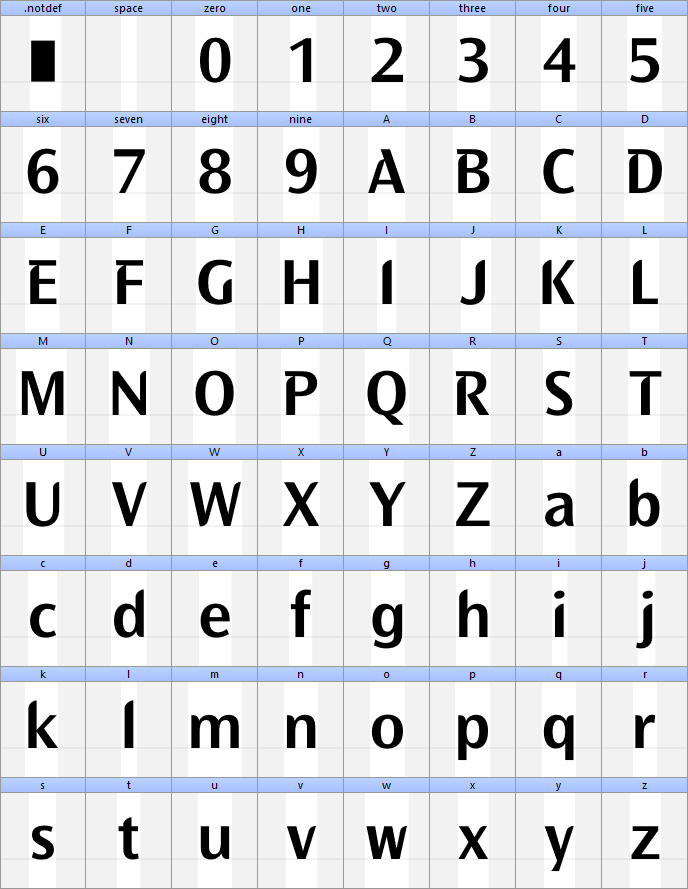 .notdef space zero one two three four five
0 1 2 3 4 5
six seven eight nine A B C D
6 7 8 9 A B C D
E F G H I J K L
E F G H I J K L
M N O P Q R S T
M N O P Q R S T
U V W X Y Z a b
U V W X Y Z a b
c d e f g h i j
c d e f g h i j
k l m n o p q r
k l m n o p q r
s t u v w x y z
s t u v w x y z